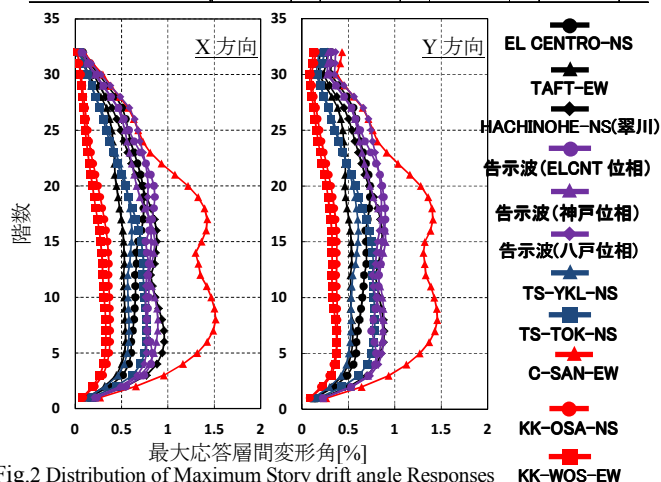 X 方向
Y 方向
階数
35
30
25
20
15
10
5
0
0
0.5
1
1.5
2
35
30
25
20
15
10
5
0
0
0.5
1
1.5
2
最大応答層間変形角[%]
EL CENTRO-NS
TAFT-EW
HACHINOHE-NS(翠川)
告示波(ELCNT 位相)
告示波(神戸位相)
告示波(八戸位相)
TS-YKL-NS
TS-TOK-NS
C-SAN-EW
KK-OSA-NS
KK-WOS-EW
Fig.2 Distribution of Maximum Story drift angle Responses